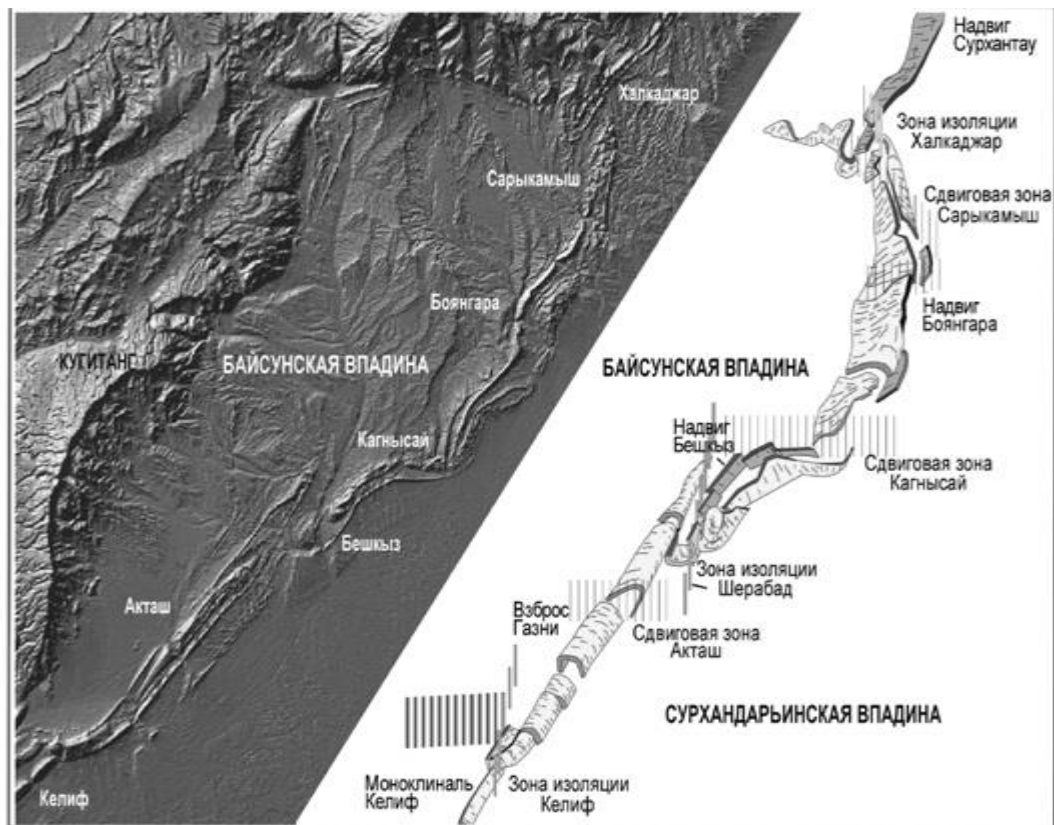 Халкаджар
Сарыкамыш
Боянгара
КУГИТАНГ
БАЙСУНСКАЯ ВПАДИНА
Кагнысай
Бешкыз
Акташ
Келиф
Надвиг
Сурхантау
Зона изоляции
Халкаджар
Сдвиговая зона
Сарыкамыш
Надвиг
Боянгара
БАЙСУНСКАЯ ВПАДИНА
Надвиг
Бешкыз
Сдвиговая зона
Кагнысай
Зона изоляции
Шерабад
Взброс
Газни
Сдвиговая зона
Акташ
СУРХАНДАРЬИНСКАЯ ВПАДИНА
Моноклиналь
Келиф
Зона изоляции
Келиф